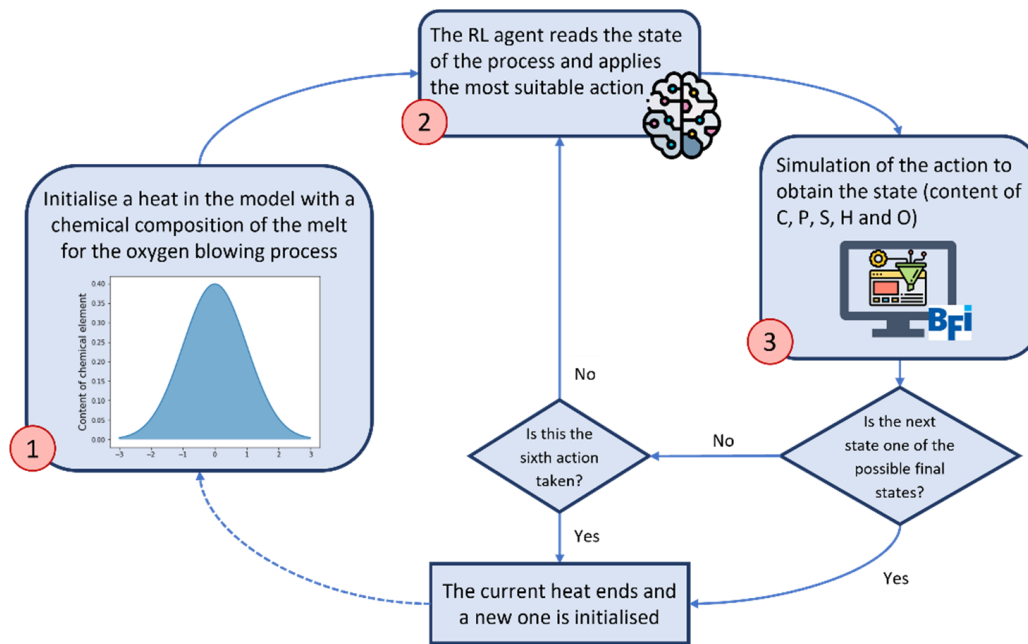 The RL agent reads the state
of the process and applies
the most suitable action
2
Initialise a heat in the model with a
chemical composition of the melt
for the oxygen blowing process
Content of chemical element
0.40
0.35
0.30
0.25
0.20
0.15
0.10
0.05
0.00
−3 −2 −1 0 1 2 3
1
Simulation of the action to
obtain the state (content of
C, P, S, H and O)
BFi
3
No
Is this the
sixth action
taken?
No
Is the next
state one of the
possible final
states?
Yes
Yes
The current heat ends and
a new one is initialised